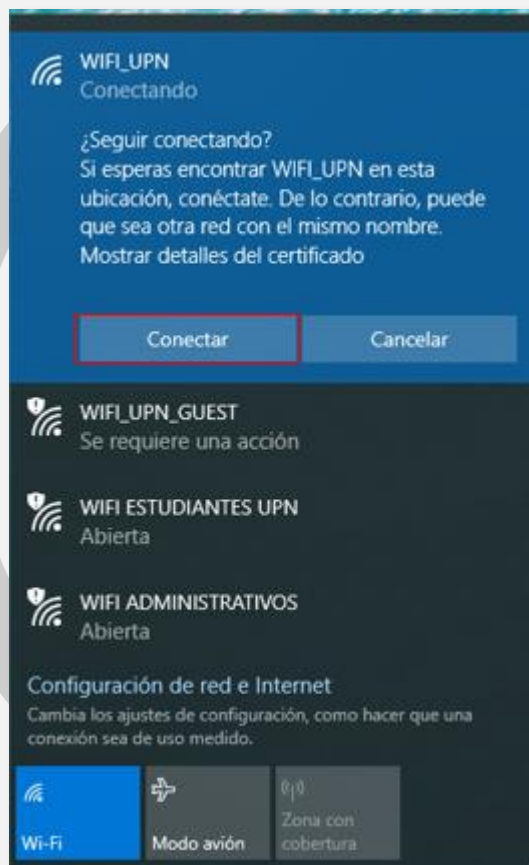 WIFI_UPN
Conectando
¿Seguir conectando?
Si esperas encontrar WIFI_UPN en esta
ubicación, conéctate. De lo contrario, puede
que sea otra red con el mismo nombre.
Mostrar detalles del certificado
Conectar
Cancelar
WIFI_UPN_GUEST
Se requiere una acción
WIFI ESTUDIANTES UPN
Abierta
WIFI ADMINISTRATIVOS
Abierta
Configuración de red e Internet
Cambia los ajustes de configuración, como hacer que una
conexión sea de uso medido.
Wi-Fi
Modo avión
Zona con
cobertura